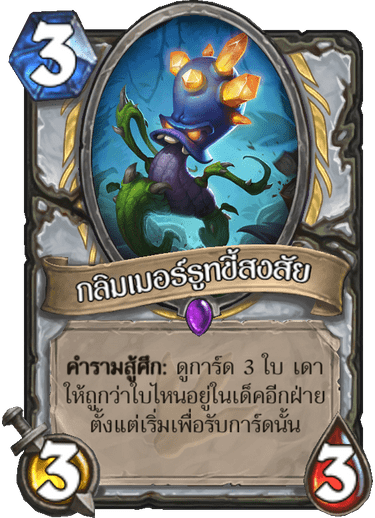 3
กลิมเมอร์รูทขี้สงสัย
คำรามสู้ศึก: ดูการ์ด 3 ใบ เดา
ให้ถูกว่าใบไหนอยู่ในเด็คอีกฝ่าย
ตั้งแต่เริ่มเพื่อรับการ์ดนั้น
3
3